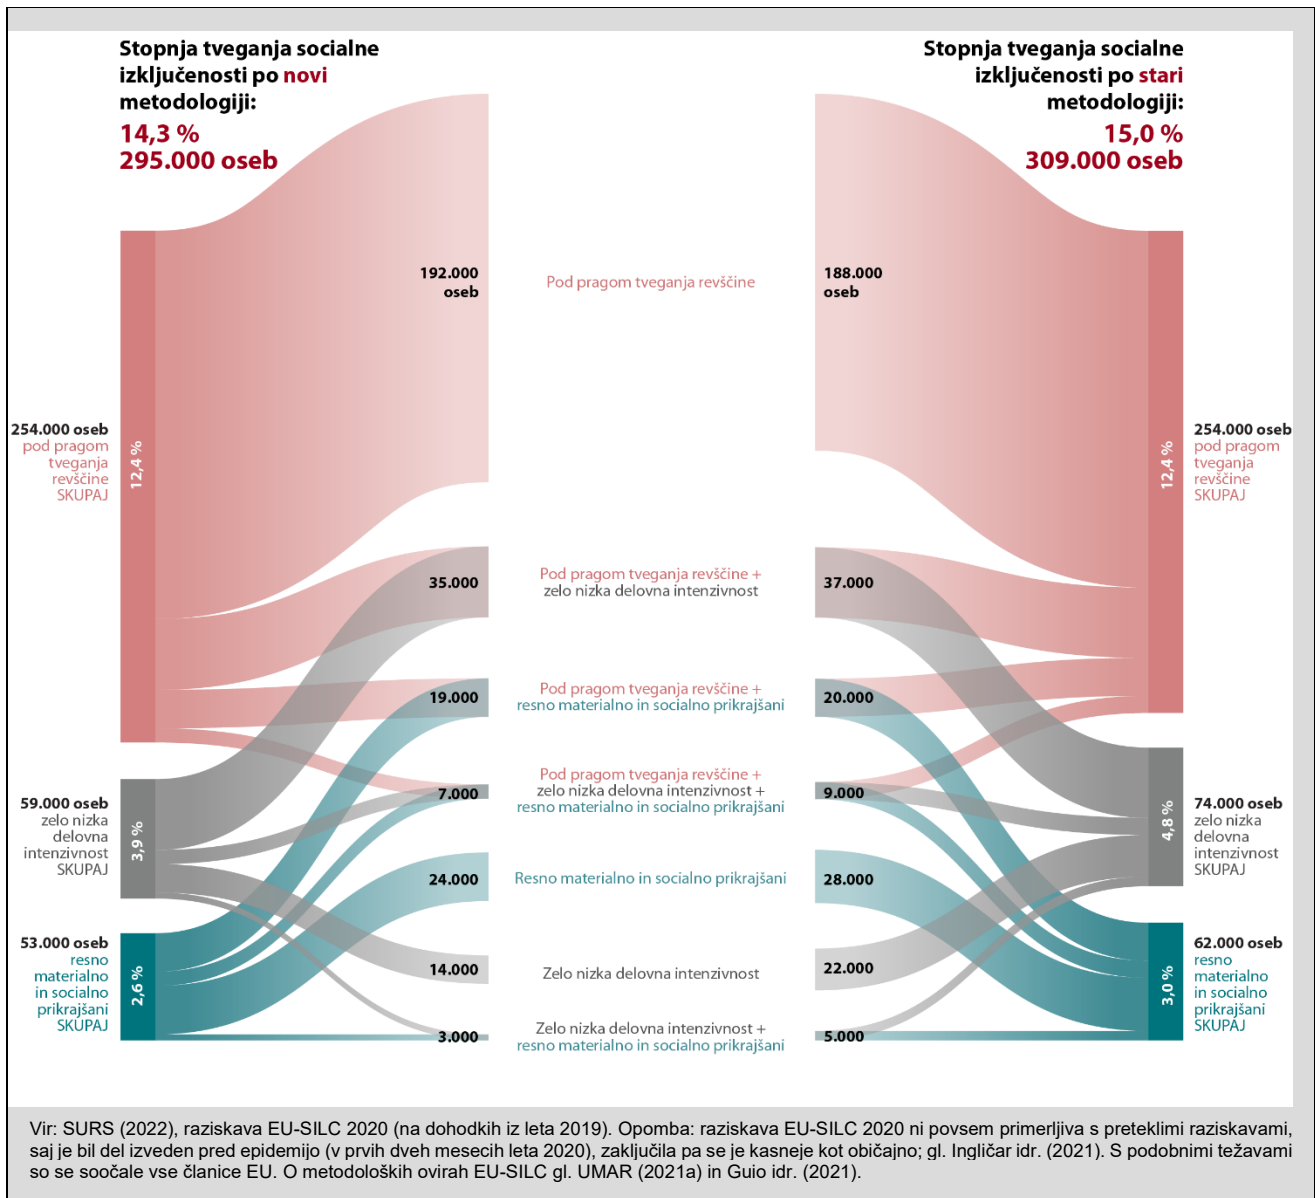 Stopnja tveganja socialne
izključenosti po novi
metodologiji:
14,3 %
295.000 oseb
Stopnja tveganja socialne
izključenosti po stari
metodologiji:
15,0 %
309.000 oseb
254.000 oseb
pod pragom
tveganja
revščine
SKUPAJ
12,4 %
59.000 oseb
zelo nizka
delovna
intenzivnost
SKUPAJ
3,9 %
53.000 oseb
resno
materialno
in socialno
prikrajšani
SKUPAJ
2,6 %
192.000
oseb
Pod pragom tveganja revščine
188.000
oseb
35.000
Pod pragom tveganja revščine +
zelo nizka delovna intenzivnost
37.000
19.000
Pod pragom tveganja revščine +
resno materialno in socialno prikrajšani
20.000
7.000
Pod pragom tveganja revščine +
zelo nizka delovna intenzivnost +
resno materialno in socialno prikrajšani
9.000
24.000
Resno materialno in socialno prikrajšani
28.000
14.000
Zelo nizka delovna intenzivnost
22.000
3.000
Zelo nizka delovna intenzivnost +
resno materialno in socialno prikrajšani
5.000
12,4 %
254.000 oseb
pod pragom
tveganja
revščine
SKUPAJ
4,8 %
74.000 oseb
zelo nizka
delovna
intenzivnost
SKUPAJ
3,0 %
62.000 oseb
resno
materialno
in socialno
prikrajšani
SKUPAJ
Vir: SURS (2022), raziskava EU-SILC 2020 (na dohodkih iz leta 2019). Opomba: raziskava EU-SILC 2020 ni povsem primerljiva s preteklimi raziskavami,
saj je bil del izveden pred epidemijo (v prvih dveh mesecih leta 2020), zaključila pa se je kasneje kot običajno; gl. Ingličar idr. (2021). S podobnimi težavami
so se soočale vse članice EU. O metodoloških ovirah EU-SILC gl. UMAR (2021a) in Guio idr. (2021).